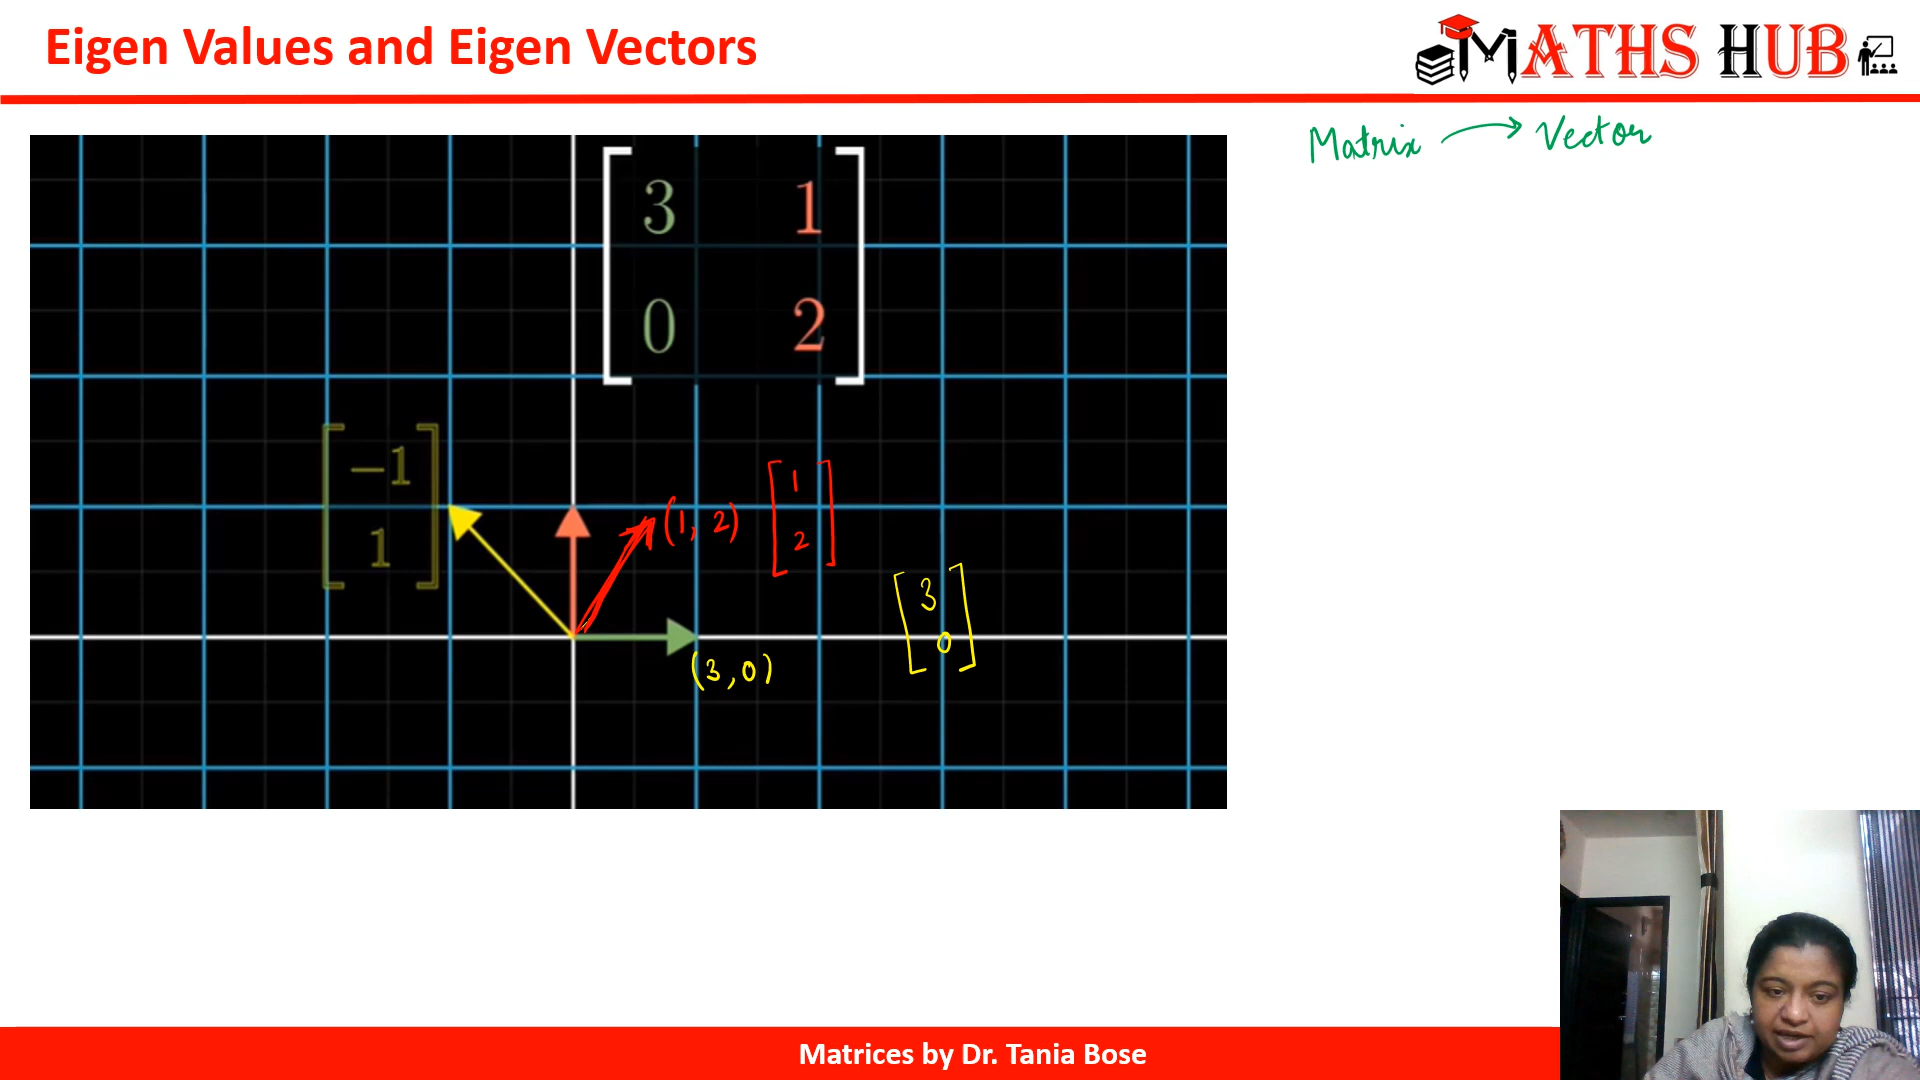 Eigen Values and Eigen Vectors
MATHS HUB
Matrix → Vector
3 1
0 2
-1
1
(1, 2)
1
2
3
0
(3, 0)
Matrices by Dr. Tania Bose